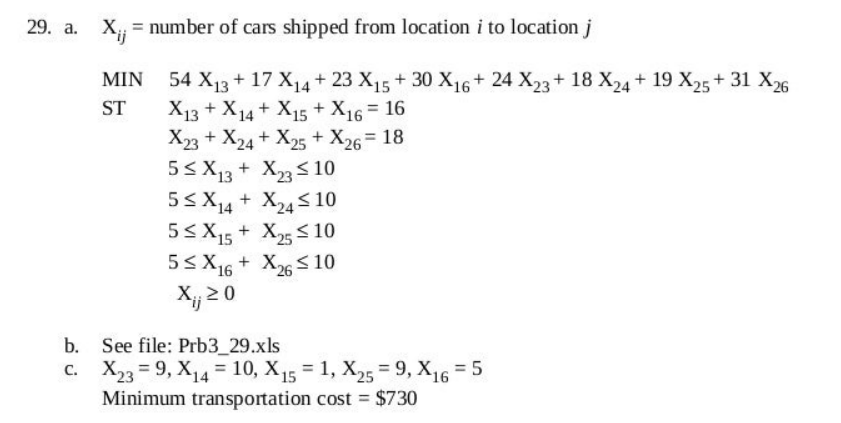 29. a. Xij = number of cars shipped from location i to location j
MIN 54 X13 + 17 X14 + 23 X15 + 30 X16 + 24 X23 + 18 X24 + 19 X25 + 31 X26
ST X13 + X14 + X15 + X16 = 16
X23 + X24 + X25 + X26 = 18
5 ≤ X13 + X23 ≤ 10
5 ≤ X14 + X24 ≤ 10
5 ≤ X15 + X25 ≤ 10
5 ≤ X16 + X26 ≤ 10
Xij ≥ 0
b. See file: Prb3_29.xls
c. X23 = 9, X14 = 10, X15 = 1, X25 = 9, X16 = 5
Minimum transportation cost = $730